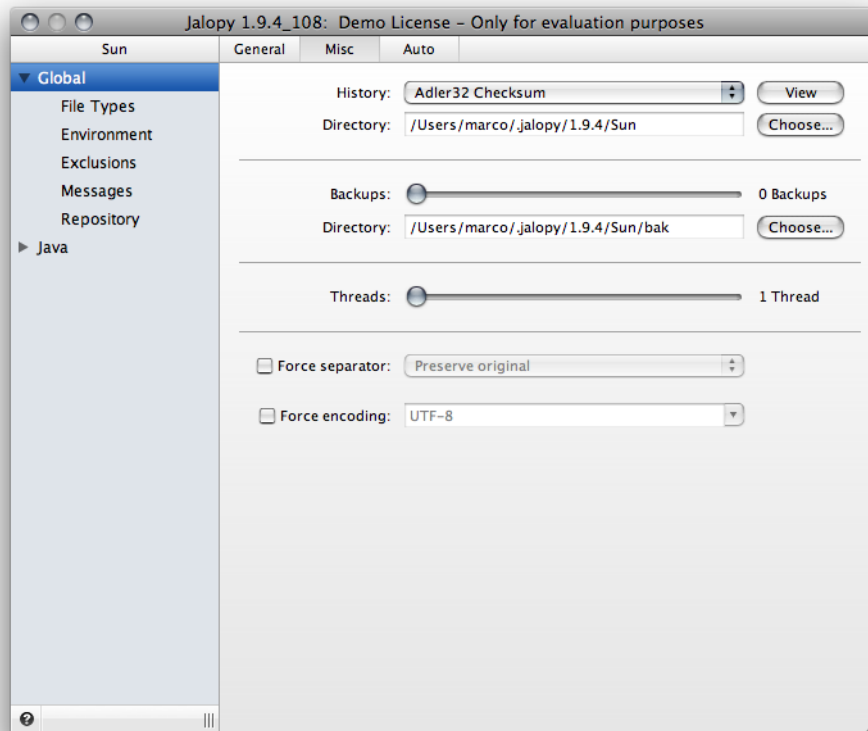 Jalopy 1.9.4_108:  Demo License – Only for evaluation purposes
Sun
General Misc Auto
Global
File Types
Environment
Exclusions
Messages
Repository
Java
History: Adler32 Checksum View
Directory: /Users/marco/.jalopy/1.9.4/Sun Choose...
Backups: 0 Backups
Directory: /Users/marco/.jalopy/1.9.4/Sun/bak Choose...
Threads: 1 Thread
Force separator: Preserve original
Force encoding: UTF-8
?